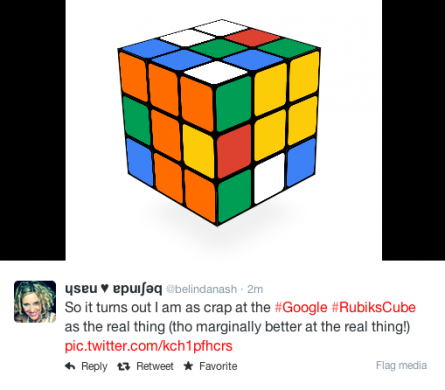 ɥsɐu ♥ ɐpuıʃǝq @belindanash · 2m
So it turns out I am as crap at the #Google #RubiksCube
as the real thing (tho marginally better at the real thing!)
pic.twitter.com/kch1pfhcrs
Reply Retweet Favorite Flag media